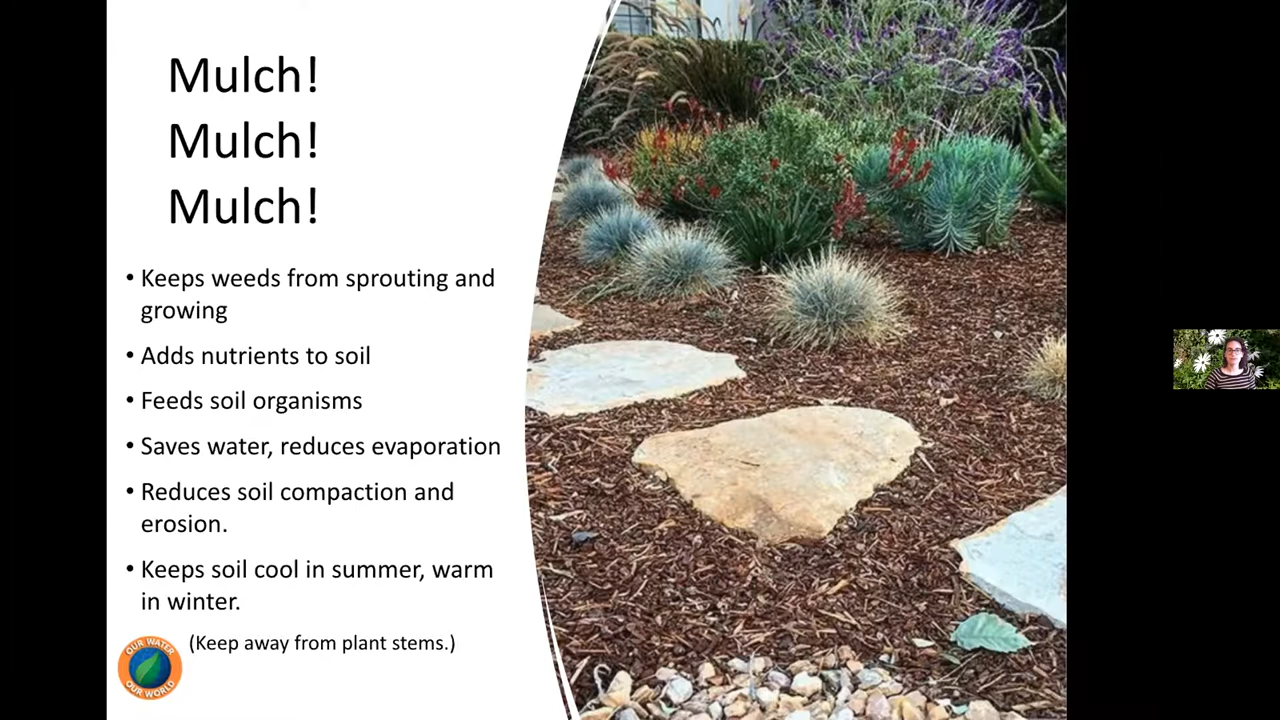 Mulch!
Mulch!
Mulch!
• Keeps weeds from sprouting and
growing
• Adds nutrients to soil
• Feeds soil organisms
• Saves water, reduces evaporation
• Reduces soil compaction and
erosion.
• Keeps soil cool in summer, warm
in winter.
(Keep away from plant stems.)
OUR WATER
OUR WORLD